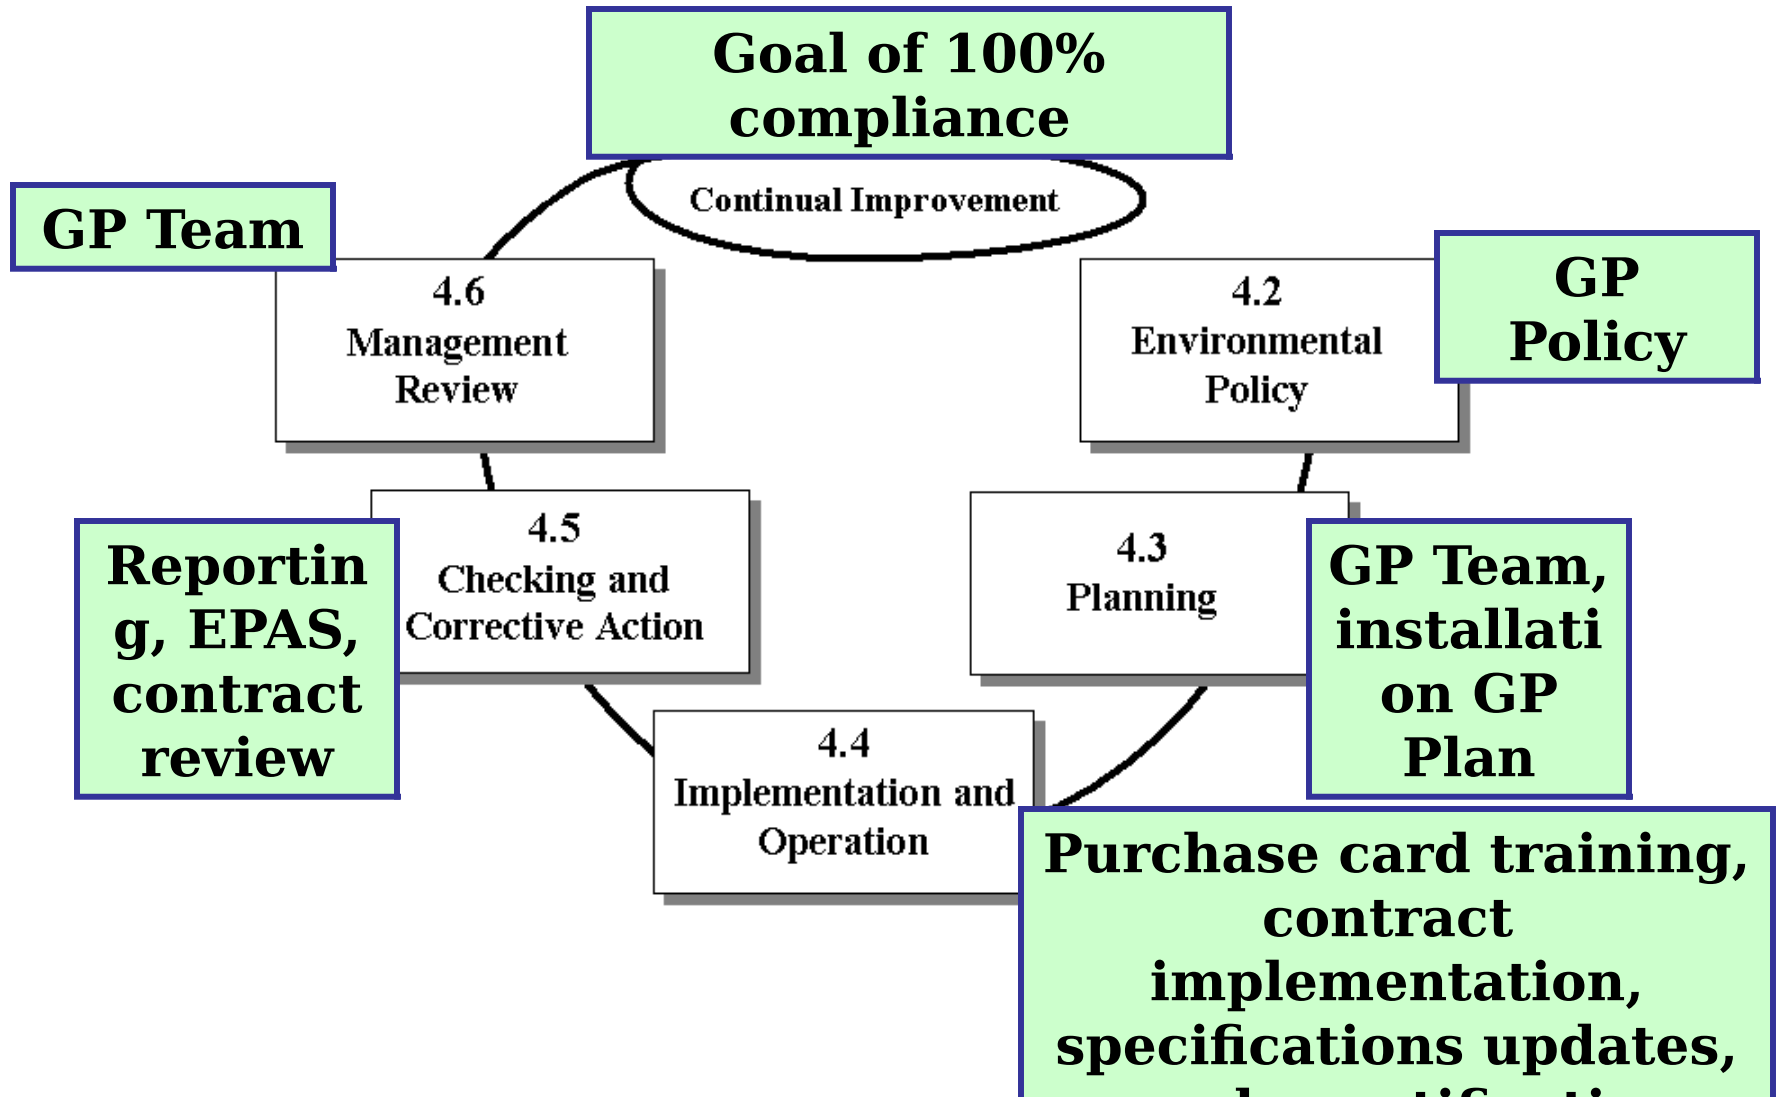 Goal of 100%
compliance
Continual Improvement
GP Team
4.6
Management
Review
4.2
Environmental
Policy
GP
Policy
4.5
Checking and
Corrective Action
Reportin
g, EPAS,
contract
review
4.3
Planning
GP Team,
installati
on GP
Plan
4.4
Implementation and
Operation
Purchase card training,
contract
implementation,
specifications updates,